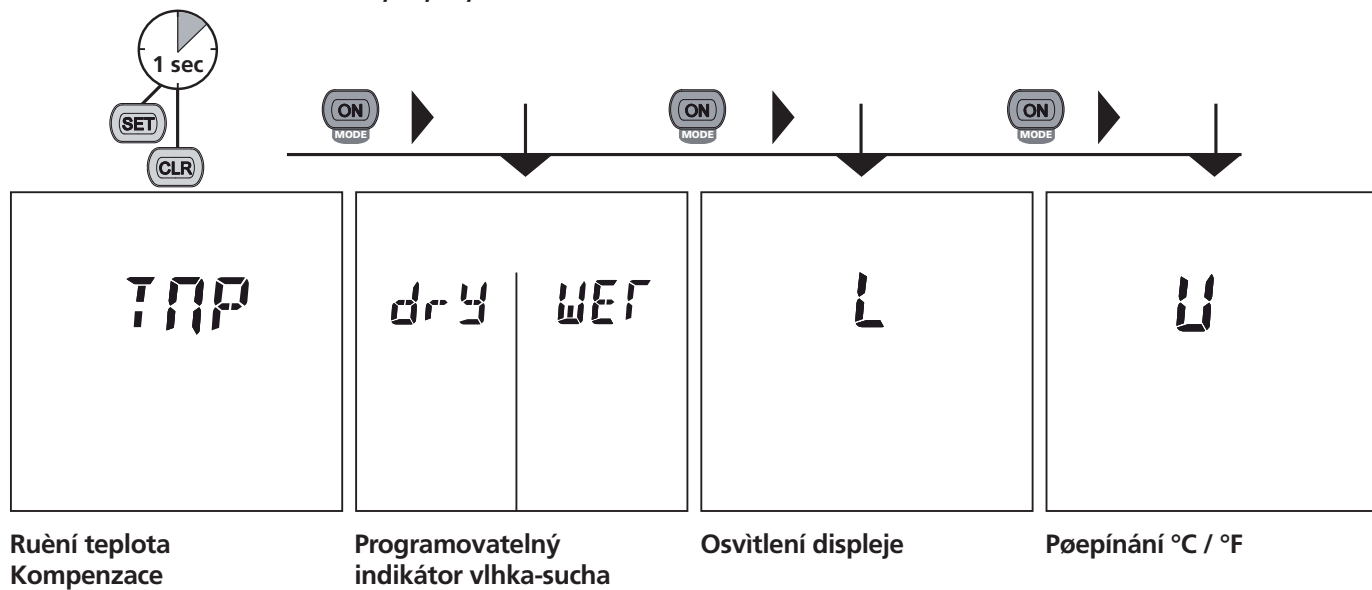 1 sec
SET
CLR
ON
MODE
ON
MODE
ON
MODE
TMP
dry
WET
L
U
Ruèní teplota
Kompenzace
Programovatelný
indikátor vlhka-sucha
Osvìtlení displeje
Pøepínání °C / °F